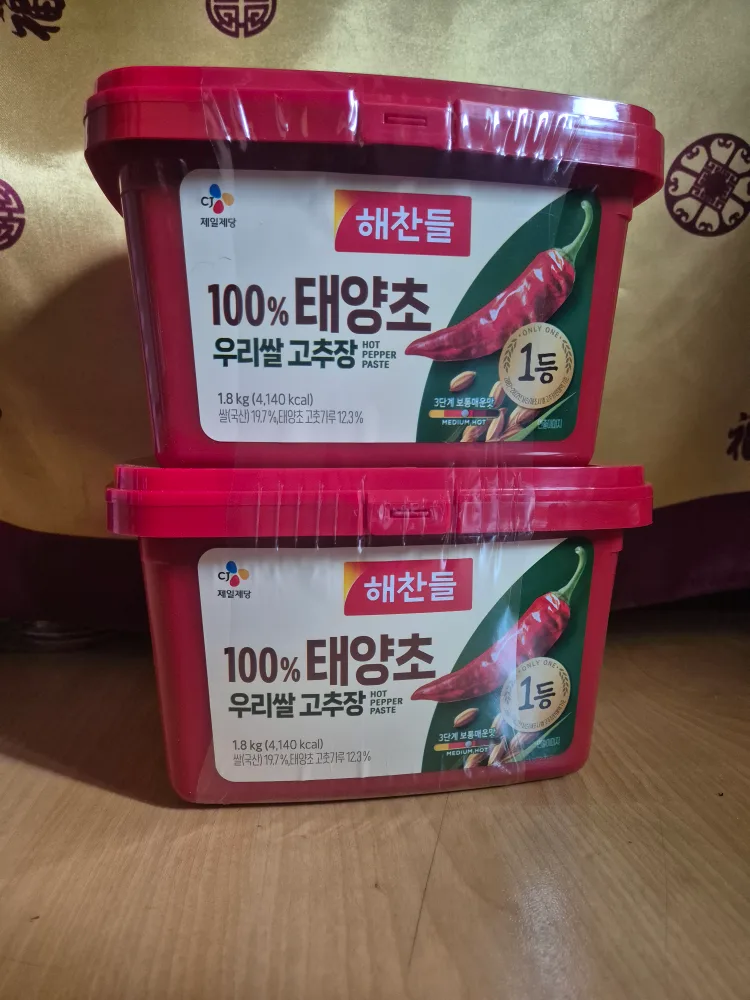 CJ
제일제당
해찬들
100% 태양초
우리쌀 고추장
HOT
PEPPER
PASTE
ONLY ONE
1등
1.8 kg (4,140 kcal)
쌀(국산) 19.7%, 태양초 고춧가루 12.3%
3단계 보통매운맛
MEDIUM HOT
CJ
제일제당
해찬들
100% 태양초
우리쌀 고추장
HOT
PEPPER
PASTE
ONLY ONE
1등
1.8 kg (4,140 kcal)
쌀(국산) 19.7%, 태양초 고춧가루 12.3%
3단계 보통매운맛
MEDIUM HOT